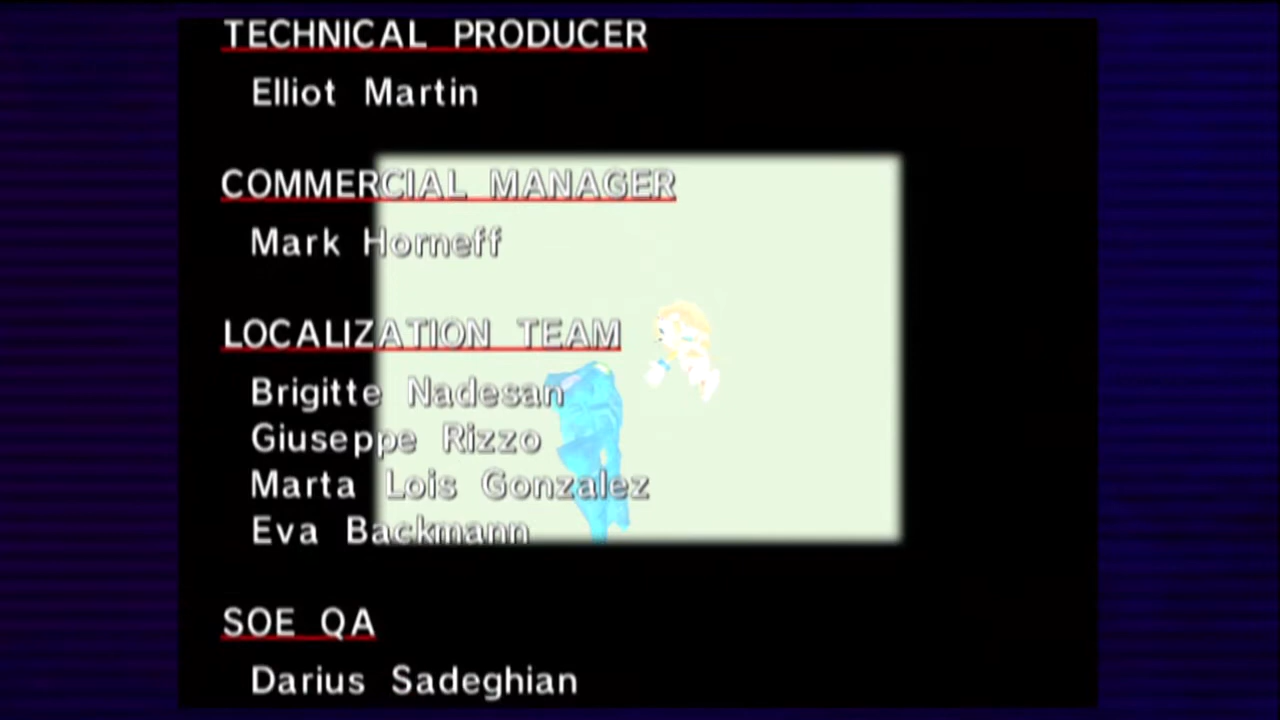 TECHNICAL PRODUCER
Elliot Martin
COMMERCIAL MANAGER
Mark Horneff
LOCALIZATION TEAM
Brigitte Nadesan
Giuseppe Rizzo
Marta Lois Gonzalez
Eva Backmann
SOE QA
Darius Sadeghian